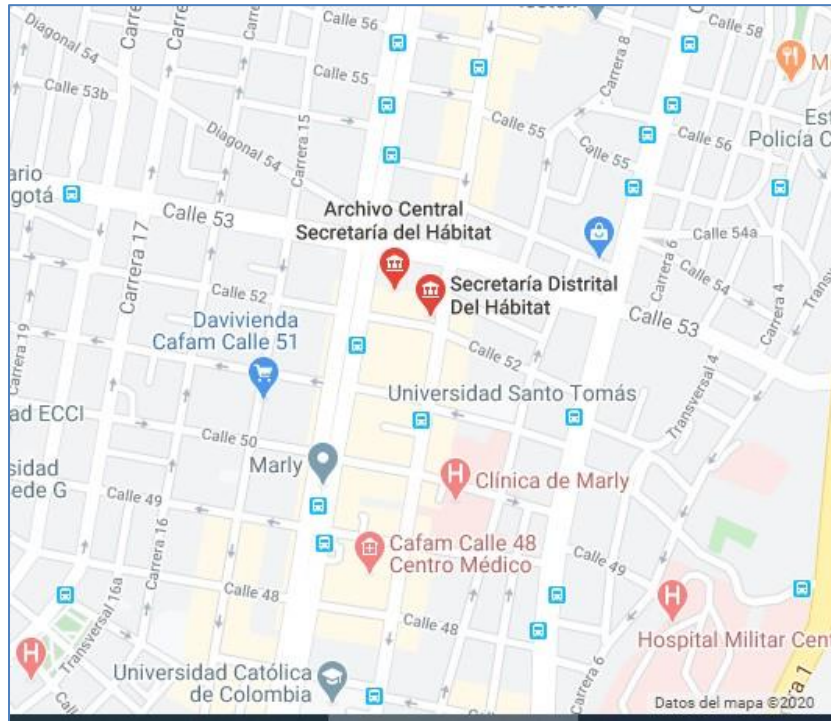 Calle 56
Calle 58
Carrera 8
Diagonal 54
Calle 53b
Calle 55
Carrera 15
Diagonal 54
Calle 55
Calle 55
Calle 56
Policía C
ario
gotá
Calle 53
Archivo Central
Secretaría del Hábitat
Carrera 17
Calle 54a
Carrera 6
Calle 54
Carrera 4
Calle 52
Secretaría Distrital
Del Hábitat
Calle 53
Davivienda
Cafam Calle 51
Carrera 19
Calle 52
Transversal 4
Universidad Santo Tomás
ad ECCI
Calle 50
Marly
Clínica de Marly
sidad
ede G
Calle 49
Carrera 16
Cafam Calle 48
Centro Médico
Calle 49
Transversal 16a
Calle 48
Calle 48
Hospital Militar Cen
Carrera 6
Universidad Católica
de Colombia
rra 1
Datos del mapa ©2020